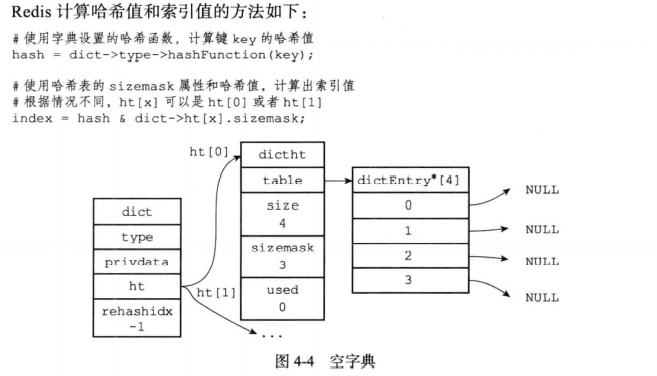 Redis 计算哈希值和索引值的方法如下：
# 使用字典设置的哈希函数，计算键 key 的哈希值
hash = dict->type->hashFunction(key);
# 使用哈希表的 sizemask 属性和哈希值，计算出索引值
# 根据情况不同，ht[x] 可以是 ht[0] 或者 ht[1]
index = hash & dict->ht[x].sizemask;
ht[0]
dictht
table
size
4
sizemask
3
used
0
dictEntry*[4]
0
1
2
3
NULL
NULL
NULL
NULL
dict
type
privdata
ht
rehashidx
-1
ht[1]
...
图 4-4 空字典